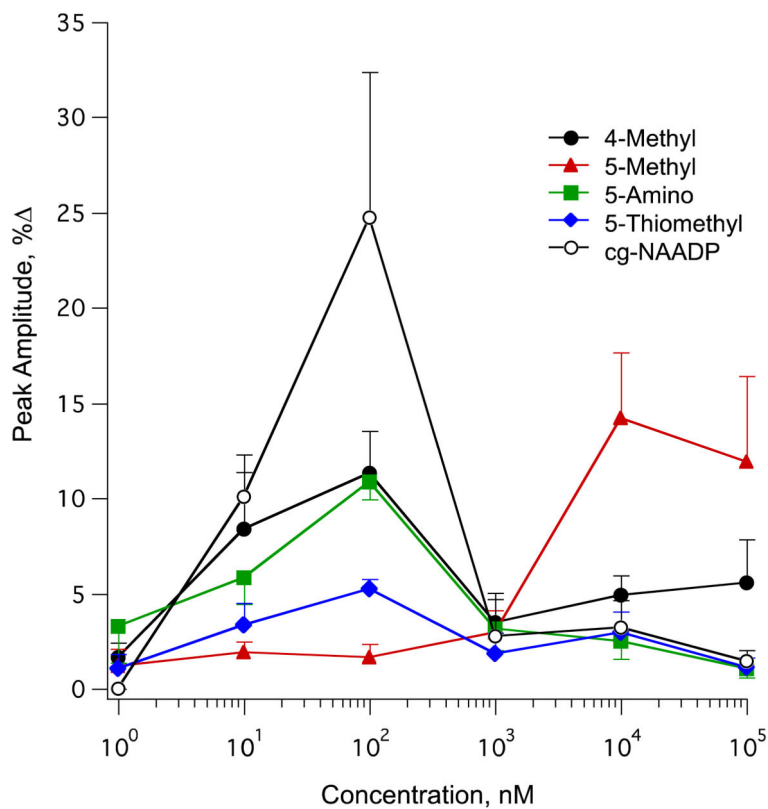 35
30
25
20
15
10
5
0
Peak Amplitude, %Δ
4-Methyl
5-Methyl
5-Amino
5-Thiomethyl
cg-NAADP
10⁰ 10¹ 10² 10³ 10⁴ 10⁵
Concentration, nM